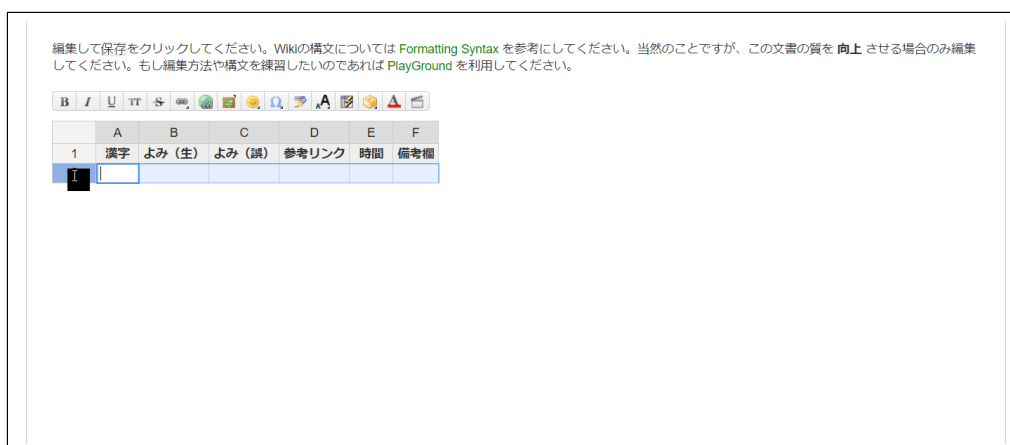 編集して保存をクリックしてください。Wikiの構文については Formatting Syntax を参考にしてください。当然のことですが、この文書の質を 向上 させる場合のみ編集
してください。もし編集方法や構文を練習したいのであれば PlayGround を利用してください。
B I U TT S Ω A A
A B C D E F
1 漢字 よみ（生） よみ（誤） 参考リンク 時間 備考欄